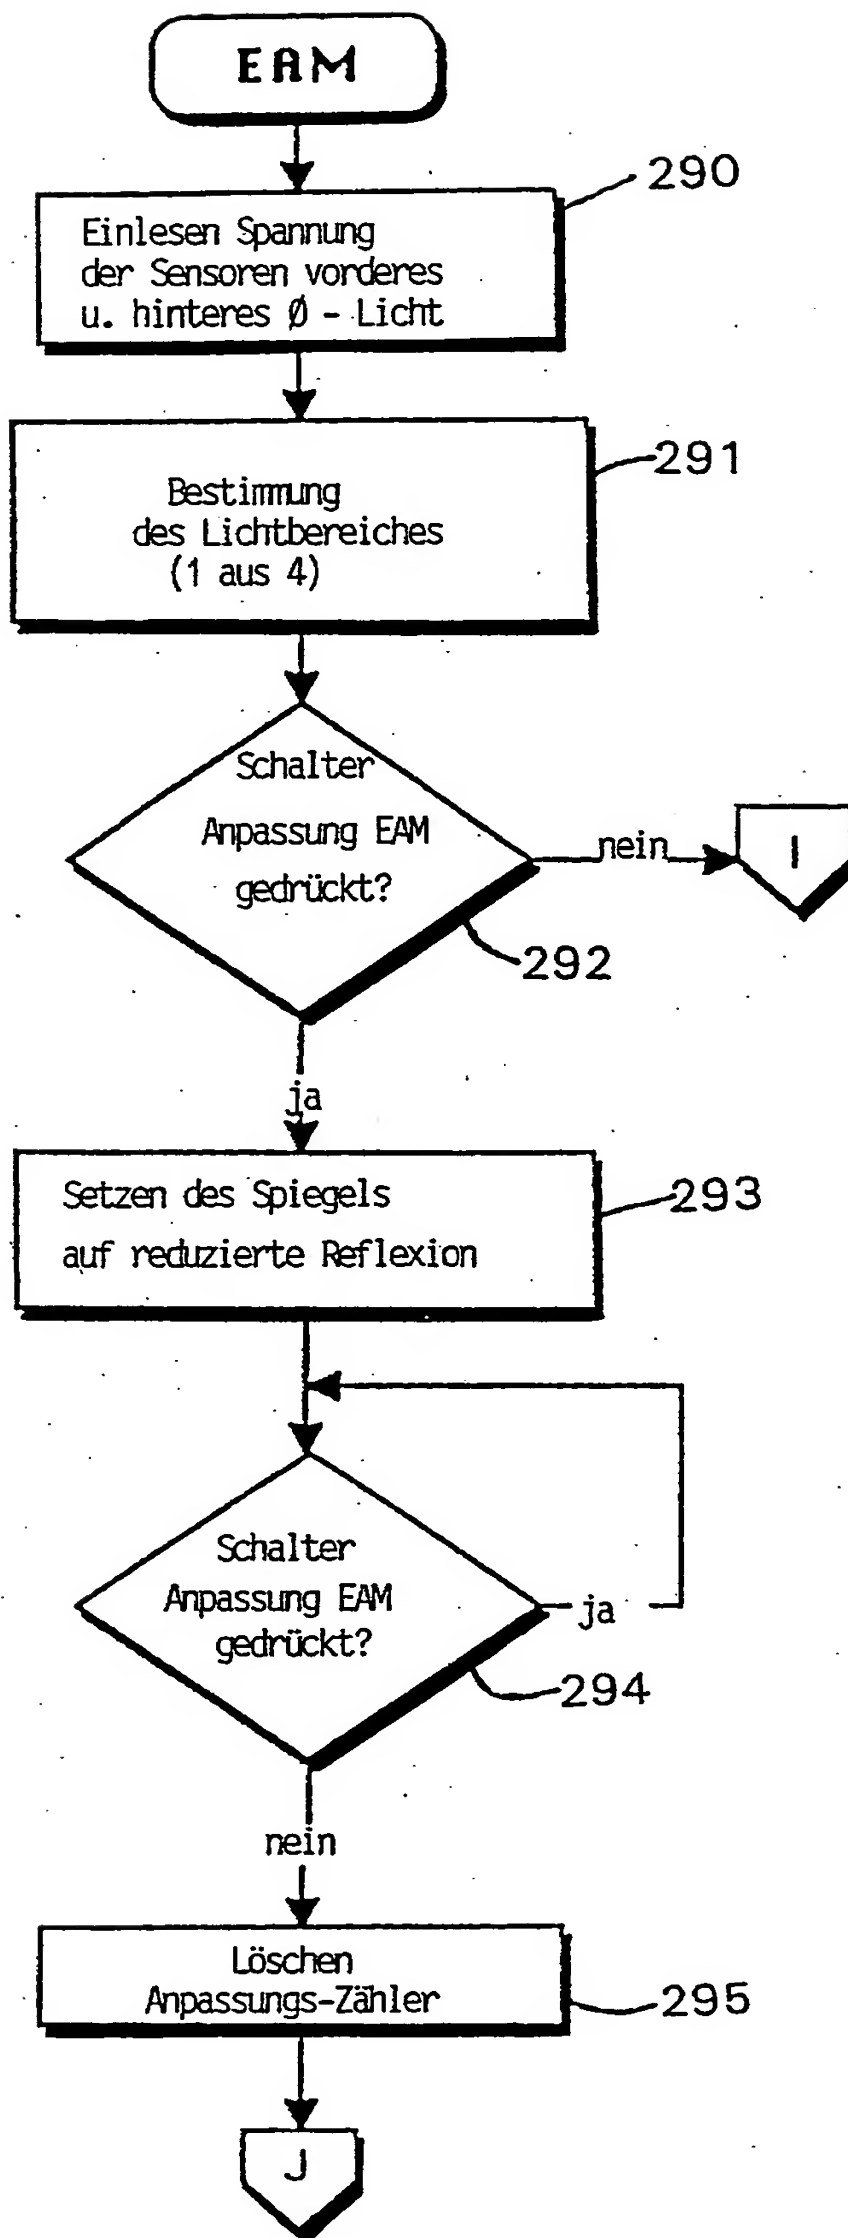 EAM
290
Einlesen Spannung
der Sensoren vorderes
u. hinteres Ø - Licht
291
Bestimmung
des Lichtbereiches
(1 aus 4)
Schalter
Anpassung EAM
gedrückt?
nein
I
292
ja
293
Setzen des Spiegels
auf reduzierte Reflexion
Schalter
Anpassung EAM
gedrückt?
ja
294
nein
Löschen
Anpassungs-Zähler
295
J